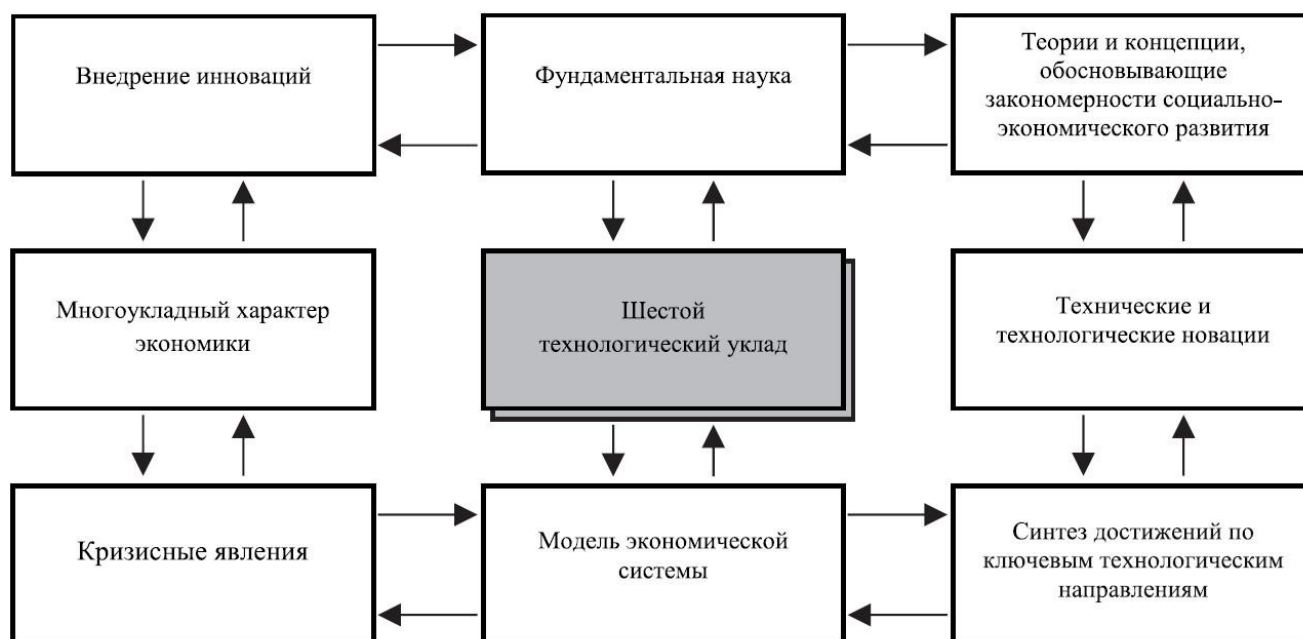 Внедрение инноваций
Фундаментальная наука
Теории и концепции,
обосновывающие
закономерности социально-
экономического развития
Многоукладный характер
экономики
Шестой
технологический уклад
Технические и
технологические новации
Кризисные явления
Модель экономической
системы
Синтез достижений по
ключевым технологическим
направлениям